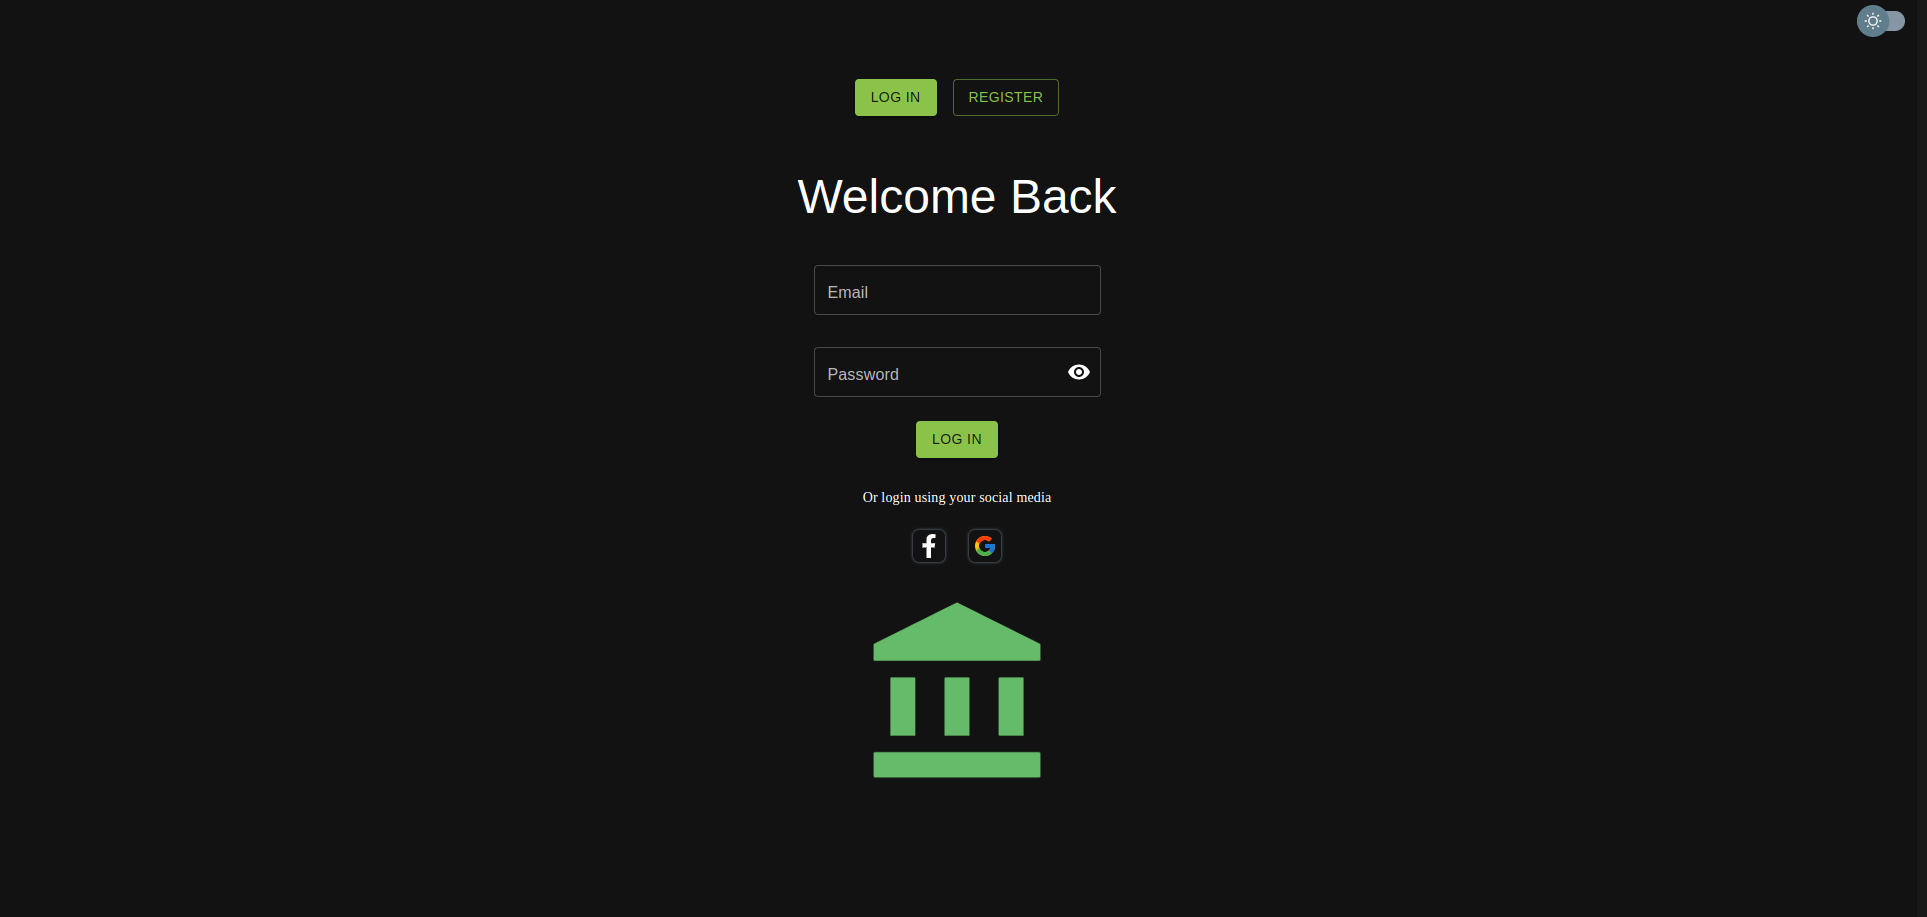 LOG IN
REGISTER
Welcome Back
Email
Password
LOG IN
Or login using your social media